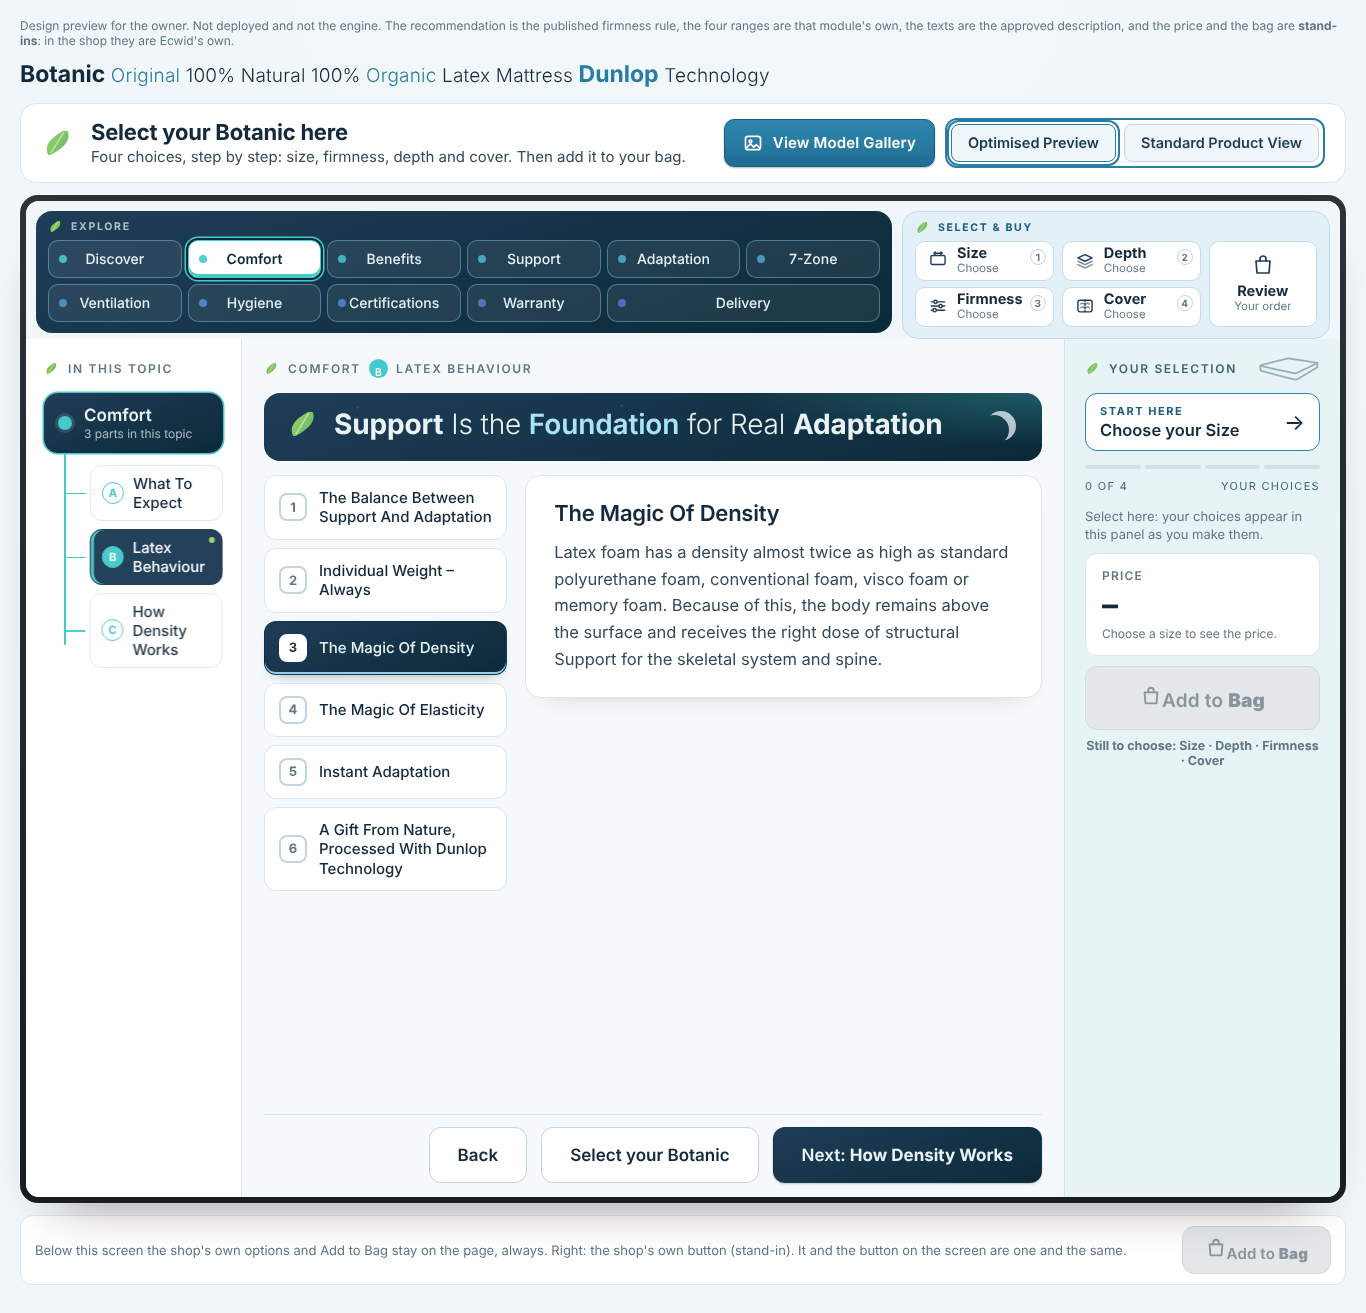 Design preview for the owner. Not deployed and not the engine. The recommendation is the published firmness rule, the four ranges are that module's own, the texts are the approved description, and the price and the bag are stand-
ins: in the shop they are Ecwid's own.
Botanic Original 100% Natural 100% Organic Latex Mattress Dunlop Technology
Select your Botanic here
Four choices, step by step: size, firmness, depth and cover. Then add it to your bag.
View Model Gallery
Optimised Preview
Standard Product View
EXPLORE
Discover
Comfort
Benefits
Support
Adaptation
7-Zone
Ventilation
Hygiene
Certifications
Warranty
Delivery
SELECT & BUY
Size
Choose
1
Depth
Choose
2
Firmness
Choose
3
Cover
Choose
4
Review
Your order
IN THIS TOPIC
Comfort
3 parts in this topic
A
What To
Expect
B
Latex
Behaviour
C
How
Density
Works
COMFORT B LATEX BEHAVIOUR
Support Is the Foundation for Real Adaptation
1
The Balance Between
Support And Adaptation
2
Individual Weight –
Always
3
The Magic Of Density
4
The Magic Of Elasticity
5
Instant Adaptation
6
A Gift From Nature,
Processed With Dunlop
Technology
The Magic Of Density
Latex foam has a density almost twice as high as standard
polyurethane foam, conventional foam, visco foam or
memory foam. Because of this, the body remains above
the surface and receives the right dose of structural
Support for the skeletal system and spine.
Back
Select your Botanic
Next: How Density Works
YOUR SELECTION
START HERE
Choose your Size
0 OF 4
YOUR CHOICES
Select here: your choices appear in
this panel as you make them.
PRICE
–
Choose a size to see the price.
Add to Bag
Still to choose: Size · Depth · Firmness
· Cover
Below this screen the shop's own options and Add to Bag stay on the page, always. Right: the shop's own button (stand-in). It and the button on the screen are one and the same.
Add to Bag